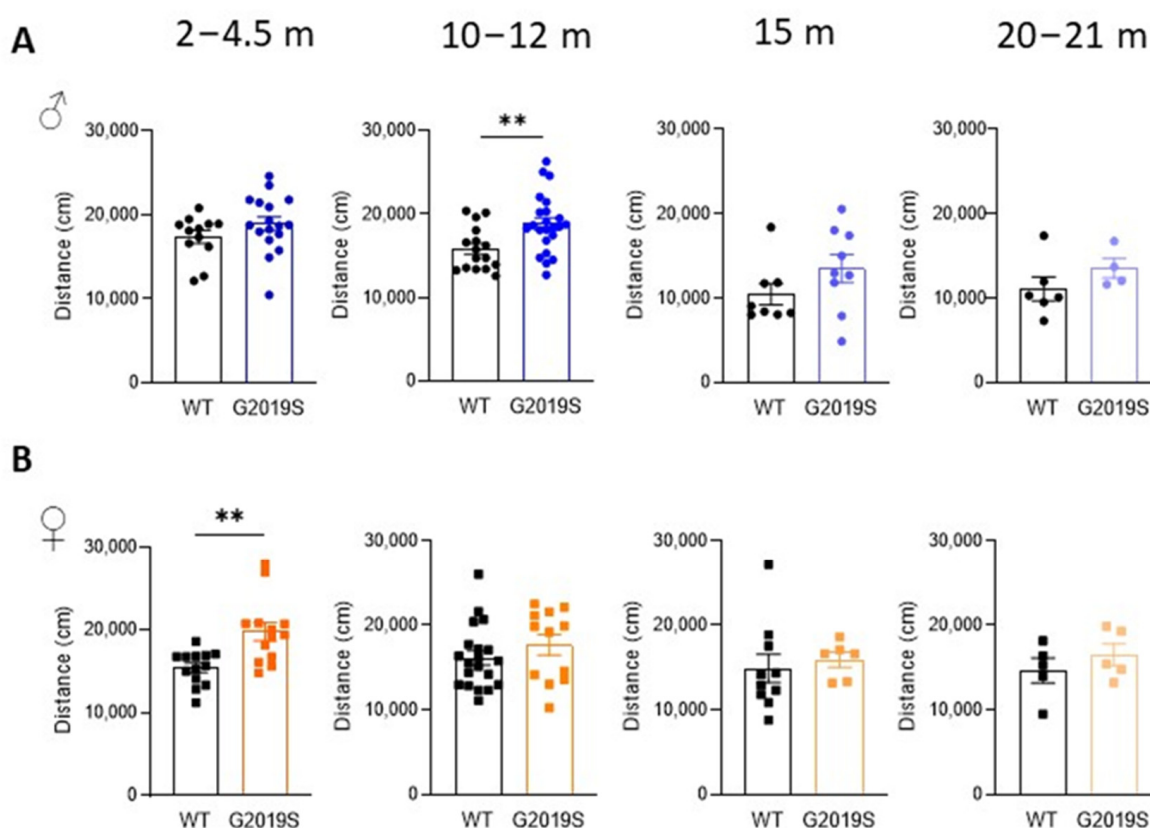 A 2–4.5 m 10–12 m 15 m 20–21 m
♂
**
30,000 30,000 30,000 30,000
20,000 20,000 20,000 20,000
10,000 10,000 10,000 10,000
0 0 0 0
Distance (cm) Distance (cm) Distance (cm) Distance (cm)
WT G2019S WT G2019S WT G2019S WT G2019S
B
♀
**
30,000 30,000 30,000 30,000
20,000 20,000 20,000 20,000
10,000 10,000 10,000 10,000
0 0 0 0
Distance (cm) Distance (cm) Distance (cm) Distance (cm)
WT G2019S WT G2019S WT G2019S WT G2019S